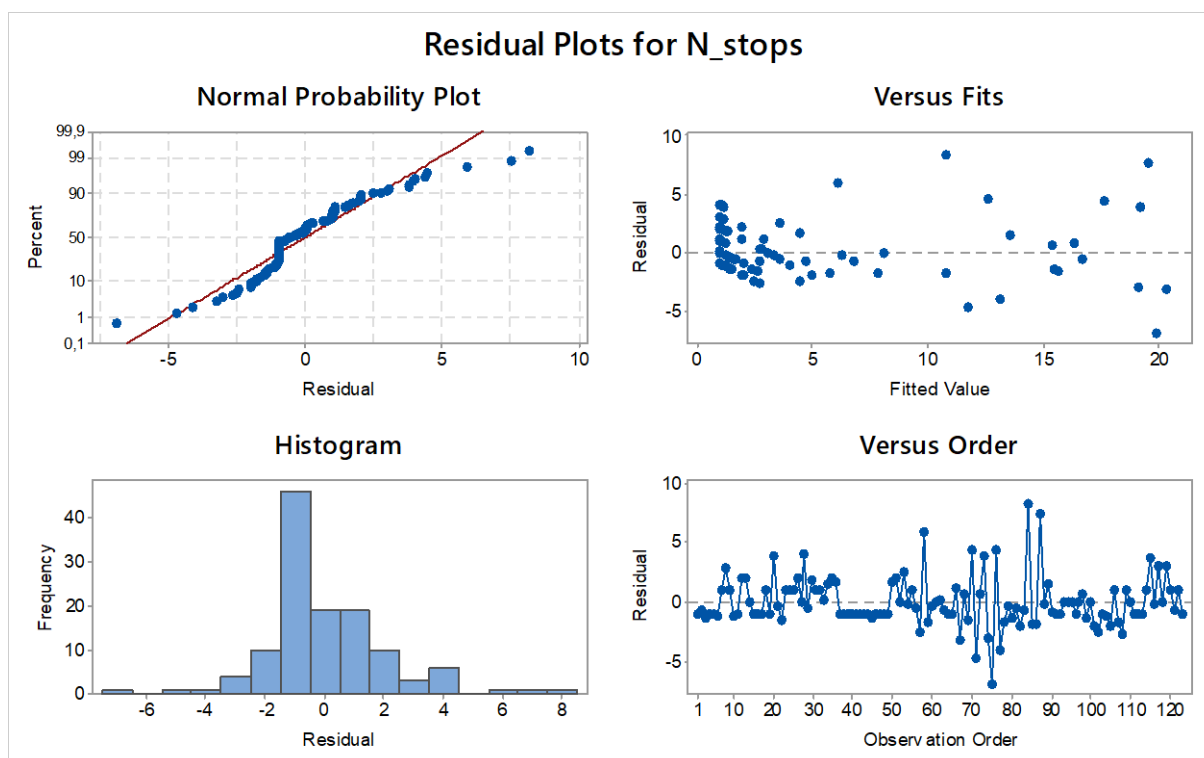 Residual Plots for N_stops
Normal Probability Plot
Percent
99,9
99
90
50
10
1
0,1
-5 0 5 10
Residual
Versus Fits
Residual
10
5
0
-5
0 5 10 15 20
Fitted Value
Histogram
Frequency
40
30
20
10
0
-6 -4 -2 0 2 4 6 8
Residual
Versus Order
Residual
10
5
0
-5
1 10 20 30 40 50 60 70 80 90 100 110 120
Observation Order